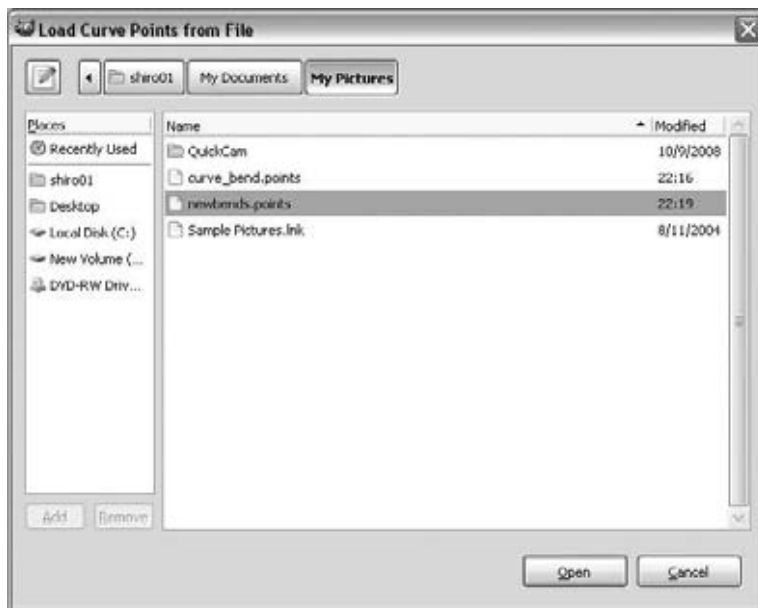 Load Curve Points from File
shiro01 My Documents My Pictures
Places
Recently Used
shiro01
Desktop
Local Disk (C:)
New Volume (...
DVD-RW Driv...
Add Remove
Name Modified
QuickCam 10/9/2008
curve_bend.points 22:16
newbends.points 22:19
Sample Pictures.lnk 8/11/2004
Open Cancel